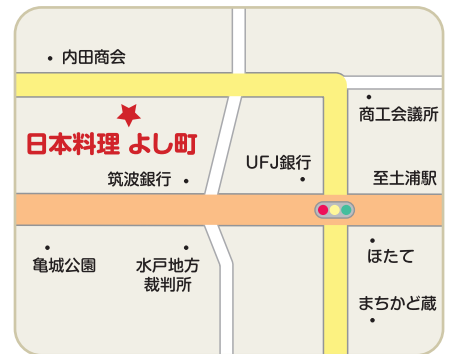 内田商会
商工会議所
日本料理 よし町
UFJ銀行
筑波銀行
至土浦駅
亀城公園
水戸地方
裁判所
ほたて
まちかど蔵